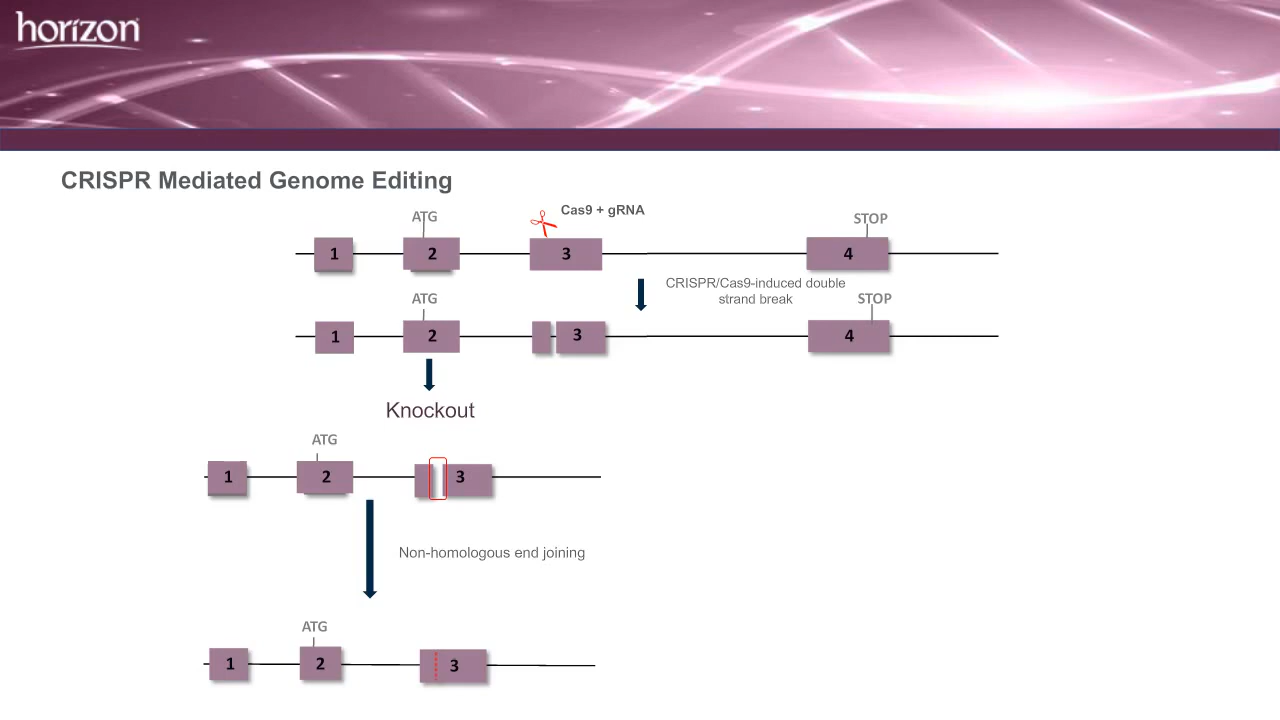 horizon
CRISPR Mediated Genome Editing
ATG
Cas9 + gRNA
STOP
1
2
3
4
CRISPR/Cas9-induced double
strand break
ATG
STOP
1
2
3
4
Knockout
ATG
1
2
3
Non-homologous end joining
ATG
1
2
3